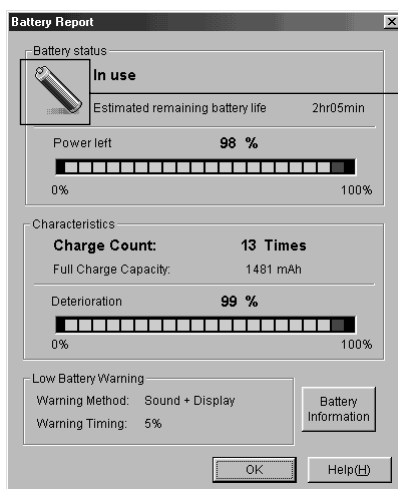 Battery Report
Battery status
In use
Estimated remaining battery life 2hr05min
Power left 98 %
0% 100%
Characteristics
Charge Count: 13 Times
Full Charge Capacity: 1481 mAh
Deterioration 99 %
0% 100%
Low Battery Warning
Warning Method: Sound + Display
Warning Timing: 5%
Battery
Information
OK Help(H)